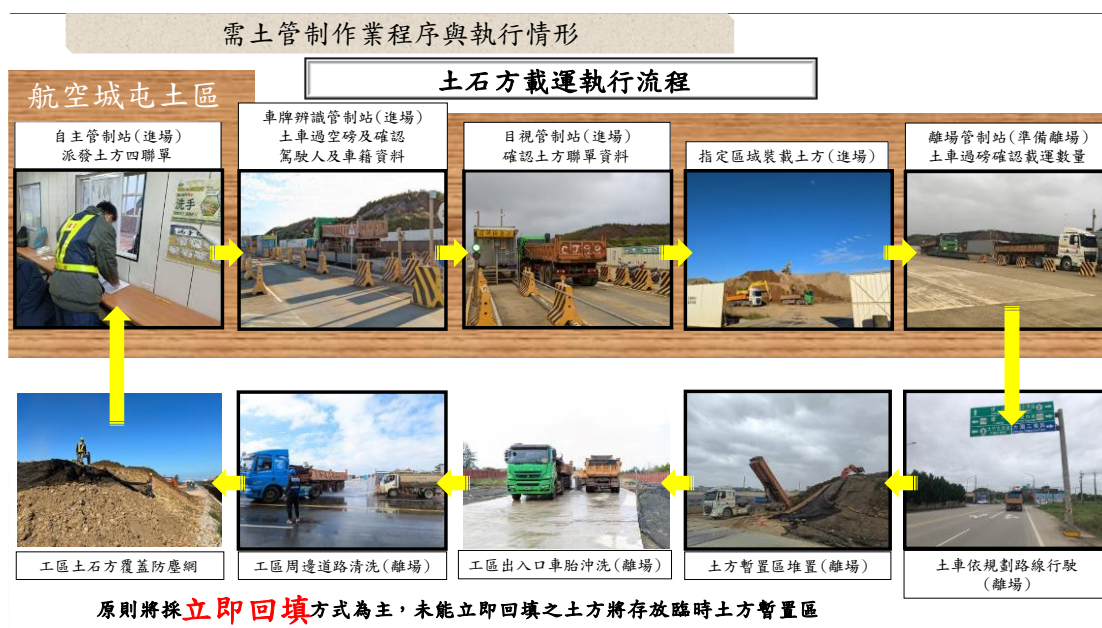 需土管制作業程序與執行情形
土石方載運執行流程
航空城屯土區
自主管制站(進場)
派發土方四聯單
車牌辨識管制站(進場)
土車過空磅及確認
駕駛人及車籍資料
目視管制站(進場)
確認土方聯單資料
指定區域裝載土方(進場)
離場管制站(準備離場)
土車過磅確認載運數量
洗手
工區土石方覆蓋防塵網
工區周邊道路清洗(離場)
工區出入口車胎沖洗(離場)
土方暫置區堆置(離場)
土車依規劃路線行駛
(離場)
原則將採立即回填方式為主，未能立即回填之土方將存放臨時土方暫置區